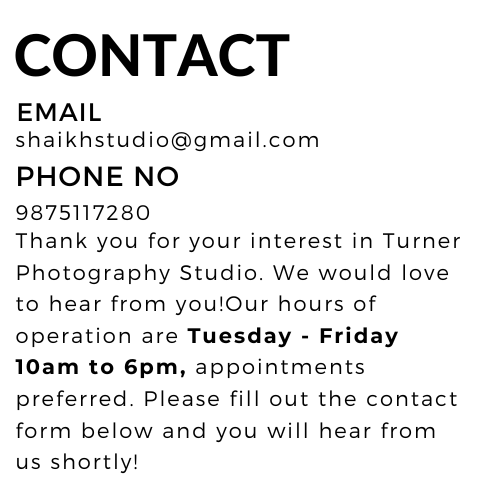 CONTACT
EMAIL
shaikhstudio@gmail.com
PHONE NO
9875117280
Thank you for your interest in Turner
Photography Studio. We would love
to hear from you!Our hours of
operation are Tuesday - Friday
10am to 6pm, appointments
preferred. Please fill out the contact
form below and you will hear from
us shortly!